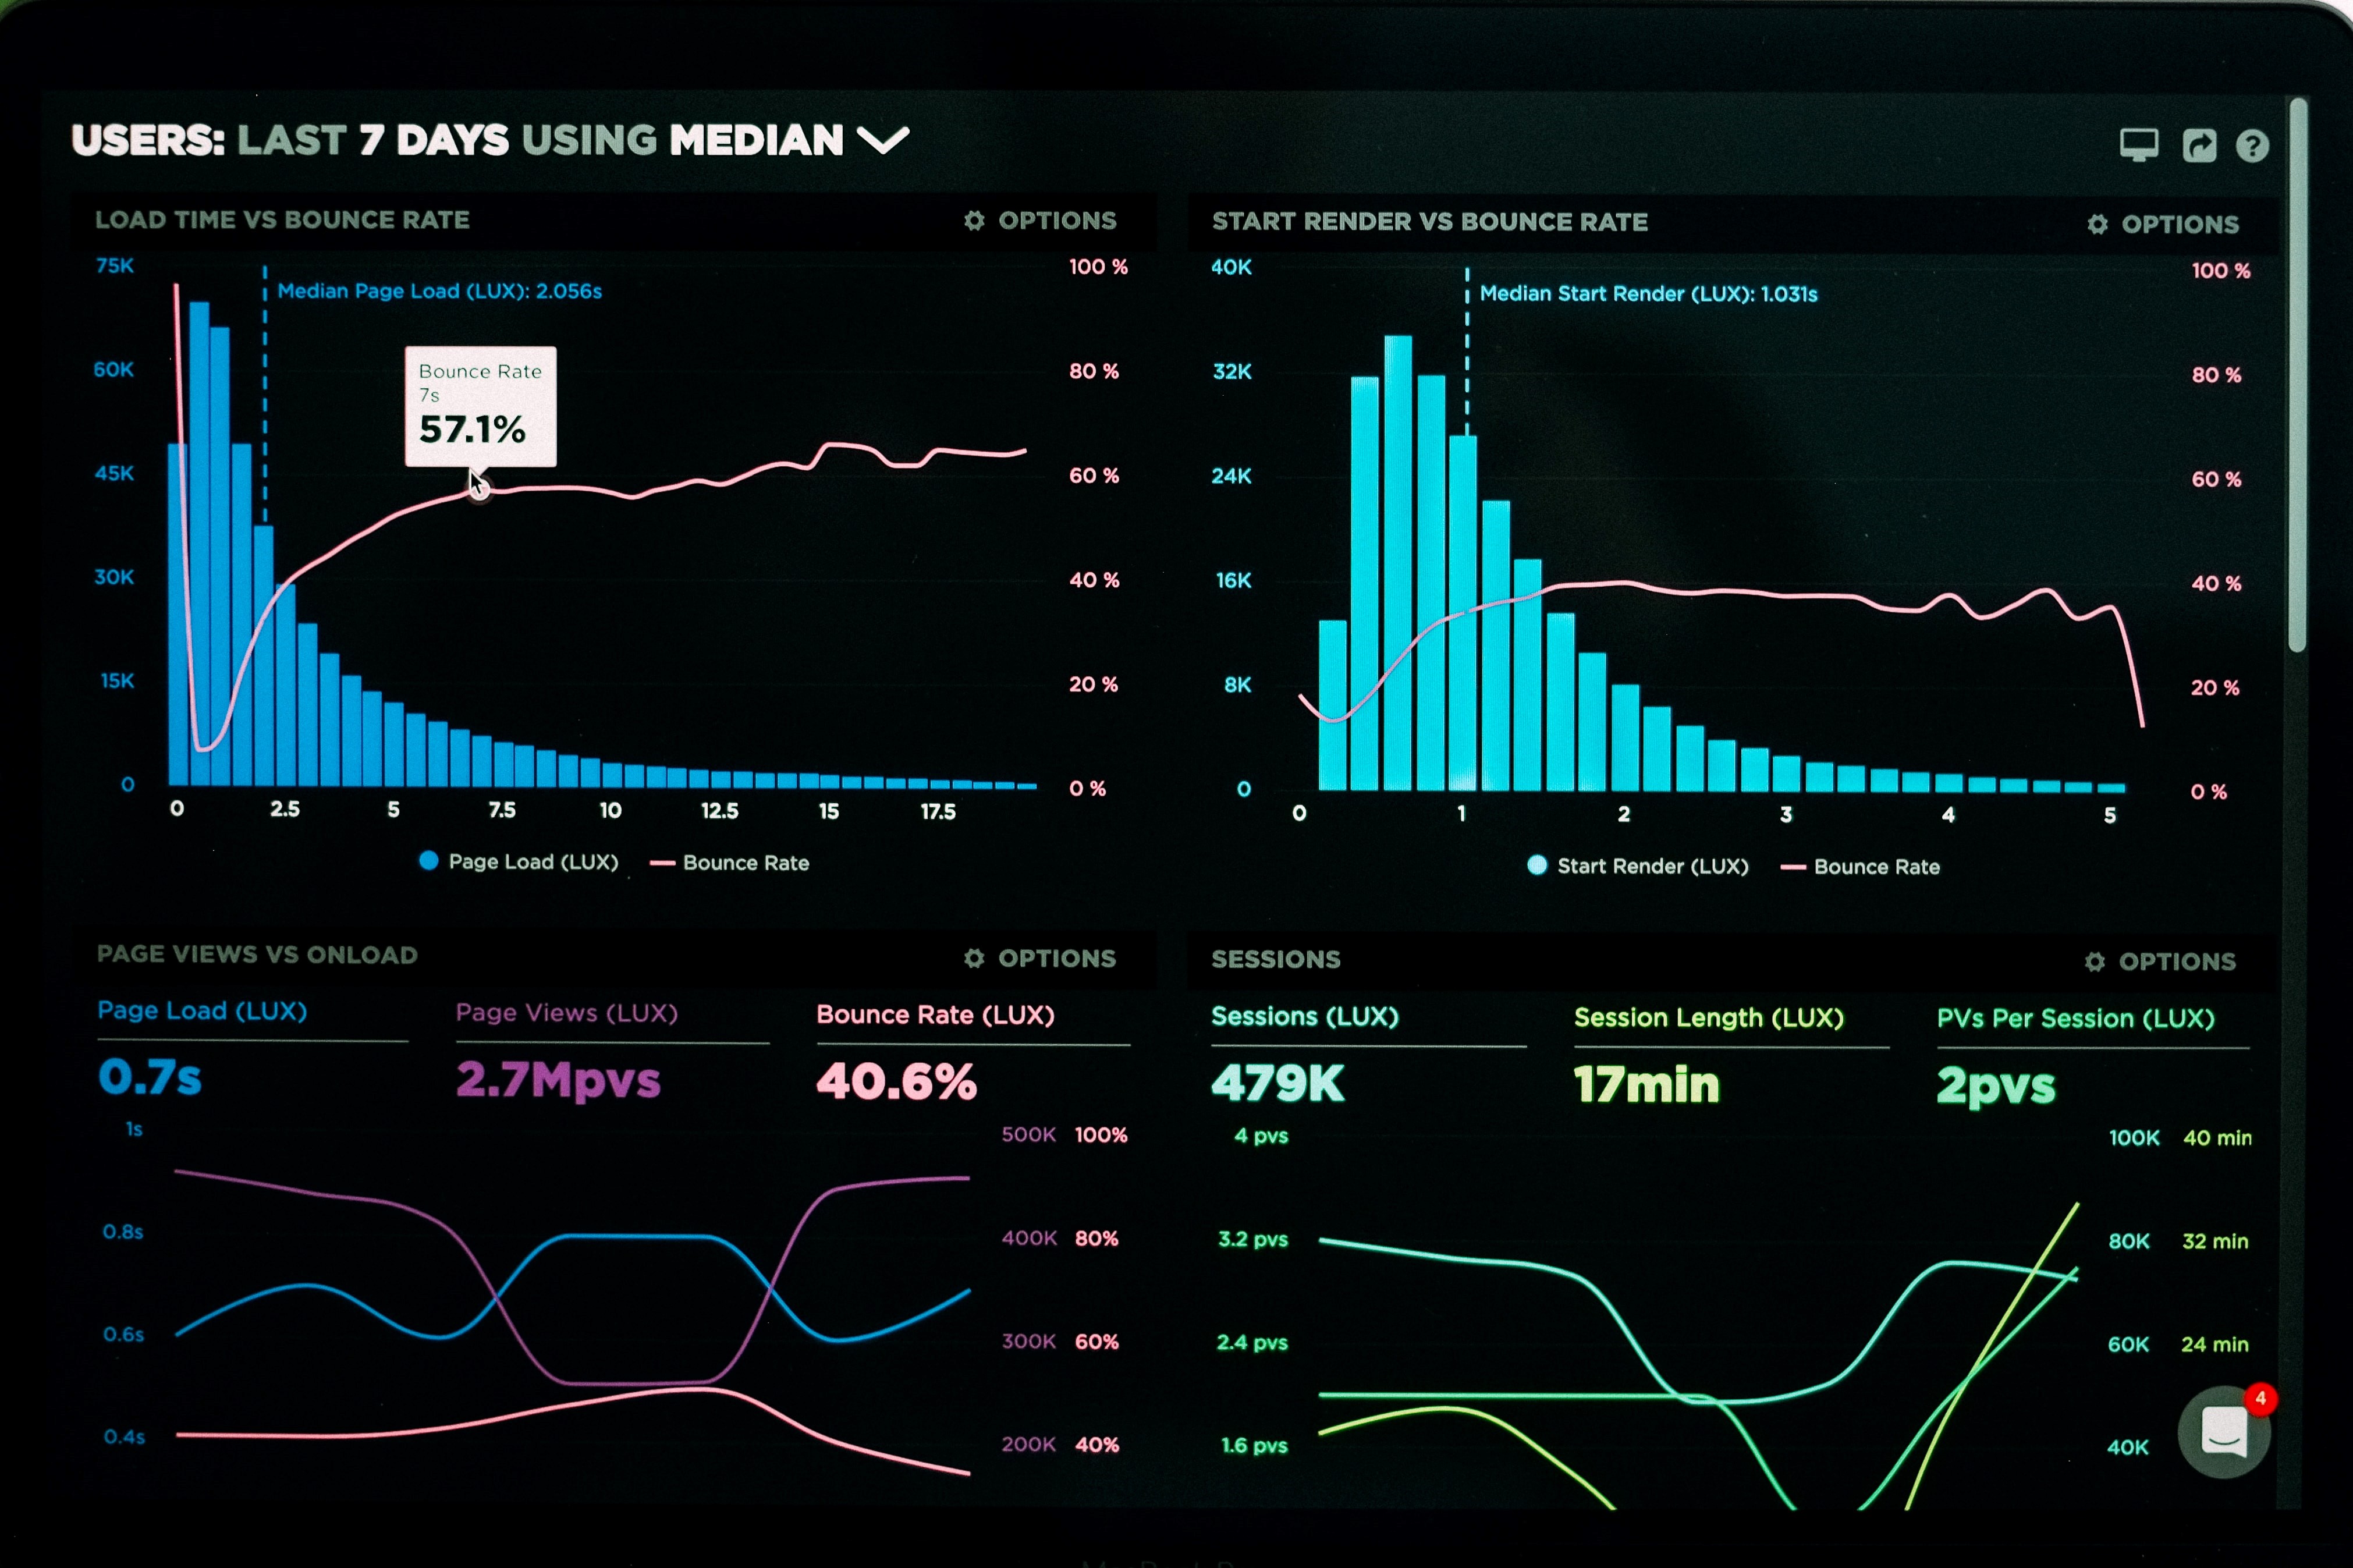 USERS: LAST 7 DAYS USING MEDIAN
LOAD TIME VS BOUNCE RATE
OPTIONS
75K
60K
45K
30K
15K
0
Median Page Load (LUX): 2.056s
Bounce Rate
7s
57.1%
100 %
80 %
60 %
40 %
20 %
0 %
0 2.5 5 7.5 10 12.5 15 17.5
Page Load (LUX) Bounce Rate
START RENDER VS BOUNCE RATE
OPTIONS
40K
32K
24K
16K
8K
0
Median Start Render (LUX): 1.031s
100 %
80 %
60 %
40 %
20 %
0 %
0 1 2 3 4 5
Start Render (LUX) Bounce Rate
PAGE VIEWS VS ONLOAD
OPTIONS
Page Load (LUX)
0.7s
Page Views (LUX)
2.7Mpvs
Bounce Rate (LUX)
40.6%
1s
0.8s
0.6s
0.4s
500K 100%
400K 80%
300K 60%
200K 40%
SESSIONS
OPTIONS
Sessions (LUX)
479K
Session Length (LUX)
17min
PVs Per Session (LUX)
2pvs
4 pvs
3.2 pvs
2.4 pvs
1.6 pvs
100K 40 min
80K 32 min
60K 24 min
40K
4